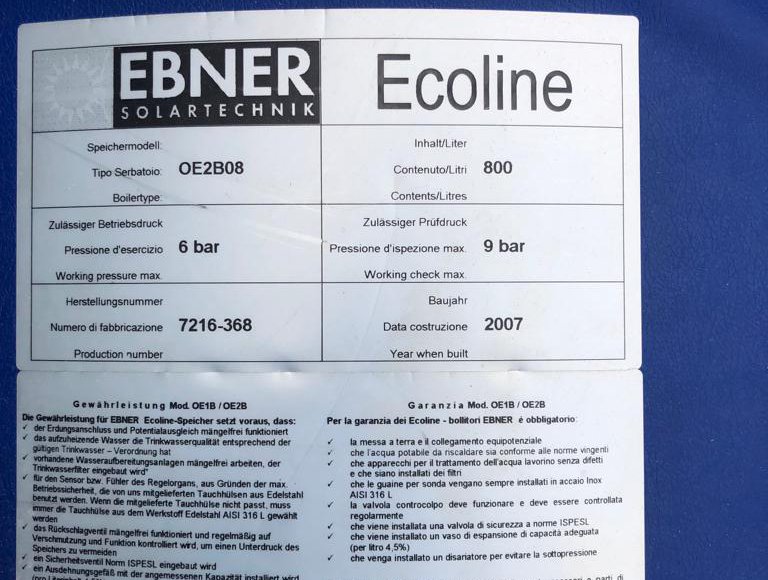 EBNER
SOLARTECHNIK
Ecoline
Speichermodell:
Tipo Serbatoio: OE2B08
Boilertype:
Inhalt/Liter
Contenuto/Litri 800
Contents/Litres
Zulässiger Betriebsdruck
Pressione d'esercizio 6 bar
Working pressure max.
Zulässiger Prüfdruck
Pressione d'ispezione max. 9 bar
Working check max.
Herstellungsnummer
Numero di fabbricazione 7216-368
Production number
Baujahr
Data costruzione 2007
Year when built
Gewährleistung Mod. OE1B / OE2B
Die Gewährleistung für EBNER Ecoline-Speicher setzt voraus, dass:
✓ der Erdungsanschluss und Potentialausgleich mängelfrei funktioniert
✓ das aufzuheizende Wasser die Trinkwasserqualität entsprechend der
gültigen Trinkwasser – Verordnung hat
✓ vorhandene Wasseraufbereitungsanlagen mängelfrei arbeiten, der
Trinkwasserfilter eingebaut wird"
✓ für den Sensor bzw. Fühler des Regelorgans, aus Gründen der max.
Betriebssicherheit, die von uns mitgelieferten Tauchhülsen aus Edelstahl
benutzt werden. Wenn die mitgelieferte Tauchhülse nicht passt, muss
immer die Tauchhülse aus dem Werkstoff Edelstahl AISI 316 L gewählt
werden
✓ das Rückschlagventil mängelfrei funktioniert und regelmäßig auf
Verschmutzung und Funktion kontrolliert wird, um einen Unterdruck des
Speichers zu vermeiden
✓ ein Sicherheitsventil Norm ISPESL eingebaut wird
✓ ein Ausdehnungsgefäß mit der angemessenen Kapazität installiert wird
Garanzia Mod. OE1B / OE2B
Per la garanzia dei Ecoline - bollitori EBNER é obbligatorio:
✓ la messa a terra e il collegamento equipotenziale
✓ che l'acqua potabile da riscaldare sia conforme alle norme vingenti
✓ che apparecchi per il trattamento dell'acqua lavorino senza difetti
e che siano installati dei filtri
✓ che le guaine per sonda vengano sempre installati in accaio Inox
AISI 316 L
✓ la valvola controcolpo deve funzionare e deve essere controllata
regolarmente
✓ che viene installata una valvola di sicurezza a norme ISPESL
✓ che viene installato un vaso di espansione di capacità adeguata
(per litro 4,5%)
✓ che venga installato un disariatore per evitare la sottopressione